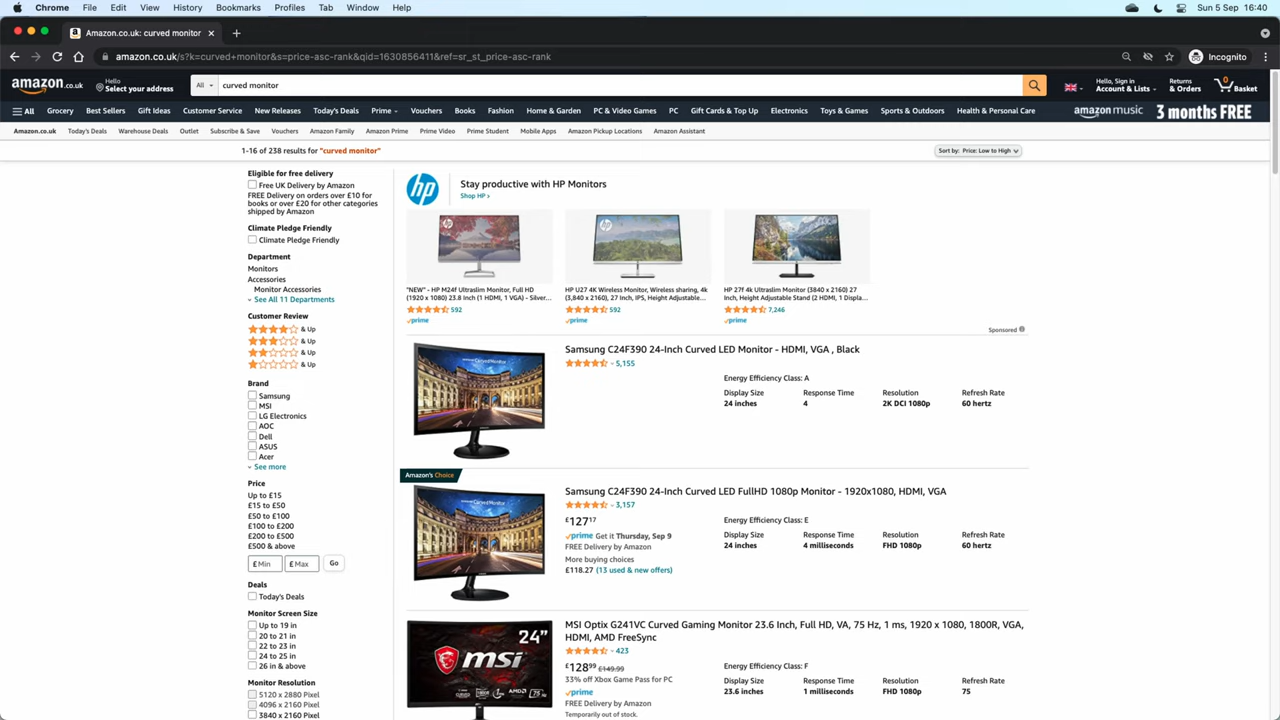 Chrome File Edit View History Bookmarks Profiles Tab Window Help Sun 5 Sep 16:40
Amazon.co.uk: curved monitor
amazon.co.uk/s?k=curved+monitor&s=price-asc-rank&qid=1630856411&ref=sr_st_price-asc-rank Incognito
amazon.co.uk Hello Select your address All curved monitor Hello, Sign in Account & Lists Returns & Orders 0 Basket
All Grocery Best Sellers Gift Ideas Customer Service New Releases Today's Deals Prime Vouchers Books Fashion Home & Garden PC & Video Games PC Gift Cards & Top Up Electronics Toys & Games Sports & Outdoors Health & Personal Care amazon music 3 months FREE
Amazon.co.uk Today's Deals Warehouse Deals Outlet Subscribe & Save Vouchers Amazon Family Amazon Prime Prime Video Prime Student Mobile Apps Amazon Pickup Locations Amazon Assistant
1-16 of 238 results for "curved monitor" Sort by: Price: Low to High
Eligible for free delivery
Free UK Delivery by Amazon
FREE Delivery on orders over £10 for
books or over £20 for other categories
shipped by Amazon
Climate Pledge Friendly
Climate Pledge Friendly
Department
Monitors
Accessories
Monitor Accessories
See All 11 Departments
Customer Review
& Up
& Up
& Up
& Up
Brand
Samsung
MSI
LG Electronics
AOC
Dell
ASUS
Acer
See more
Price
Up to £15
£15 to £50
£50 to £100
£100 to £200
£200 to £500
£500 & above
£ Min £ Max Go
Deals
Today's Deals
Monitor Screen Size
Up to 19 in
20 to 21 in
22 to 23 in
24 to 25 in
26 in & above
Monitor Resolution
5120 x 2880 Pixel
4096 x 2160 Pixel
3840 x 2160 Pixel
hp
Stay productive with HP Monitors
Shop HP >
"NEW" - HP M24f Ultraslim Monitor, Full HD
(1920 x 1080) 23.8 Inch (1 HDMI, 1 VGA) - Silver...
592
prime
HP U27 4K Wireless Monitor, Wireless sharing, 4k
(3,840 x 2160), 27 Inch, IPS, Height Adjustable...
592
prime
HP 27f 4k Ultraslim Monitor (3840 x 2160) 27
Inch, Height Adjustable Stand (2 HDMI, 1 Displa...
7,246
prime
Sponsored
Samsung C24F390 24-Inch Curved LED Monitor - HDMI, VGA , Black
5,155
Energy Efficiency Class: A
Display Size Response Time Resolution Refresh Rate
24 inches 4 2K DCI 1080p 60 hertz
Amazon's Choice
Samsung C24F390 24-Inch Curved LED FullHD 1080p Monitor - 1920x1080, HDMI, VGA
3,157
£127.17
prime Get it Thursday, Sep 9
FREE Delivery by Amazon
More buying choices
£118.27 (13 used & new offers)
Energy Efficiency Class: E
Display Size Response Time Resolution Refresh Rate
24 inches 4 milliseconds FHD 1080p 60 hertz
24"
msi
MSI Optix G241VC Curved Gaming Monitor 23.6 Inch, Full HD, VA, 75 Hz, 1 ms, 1920 x 1080, 1800R, VGA,
HDMI, AMD FreeSync
423
£128.99 £149.99
33% off Xbox Game Pass for PC
prime
FREE Delivery by Amazon
Temporarily out of stock.
Energy Efficiency Class: F
Display Size Response Time Resolution Refresh Rate
23.6 inches 1 milliseconds FHD 1080p 75